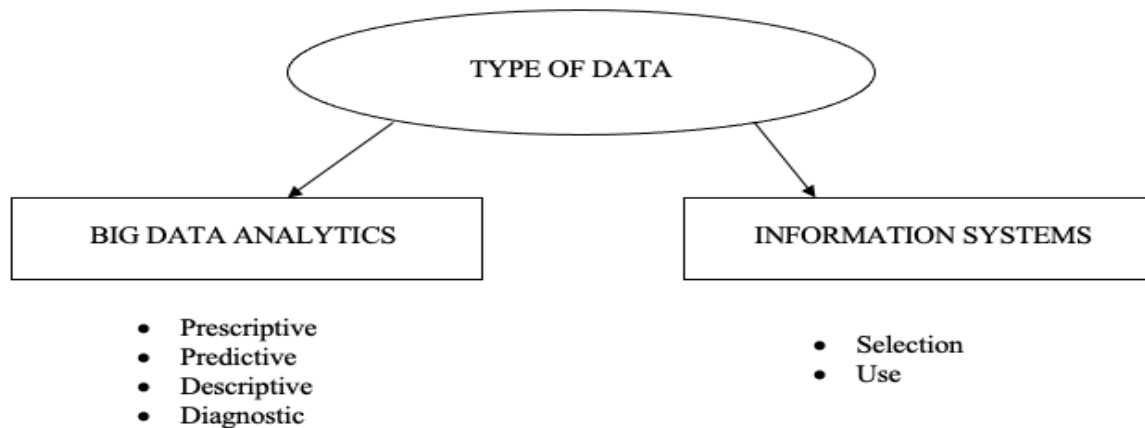 TYPE OF DATA
BIG DATA ANALYTICS
• Prescriptive
• Predictive
• Descriptive
• Diagnostic
INFORMATION SYSTEMS
• Selection
• Use